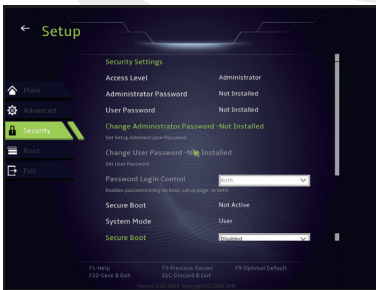 ← Setup
Security Settings
Access Level Administrator
Administrator Password Not Installed
User Password Not Installed
Change Administrator Password -Not Installed
Set Setup Administrator Password
Change User Password -Not Installed
Set User Password
Password Login Control Both
Enables password entry on boot, setup page, or both.
Secure Boot Not Active
System Mode User
Secure Boot Disabled
Main
Advanced
Security
Boot
Exit
F1-Help F3-Previous Values F9-Optimal Default
F10-Save & Exit ESC-Discard & Exit